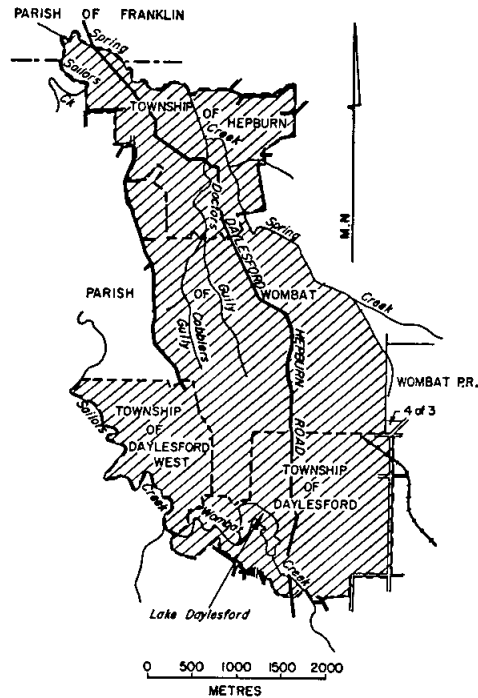 PARISH OF FRANKLIN
Spring
Sailors
Ck
TOWNSHIP
OF
HEPBURN
Creek
M.N
Doctors
Gully
DAYLESFORD
Spring
Creek
PARISH
OF
WOMBAT
Cobblers
Gully
HEPBURN
ROAD
WOMBAT P.R.
4 of 3
Sailors
Creek
TOWNSHIP
OF
DAYLESFORD
WEST
TOWNSHIP
OF
DAYLESFORD
Wombat
Creek
Lake Daylesford
0 500 1000 1500 2000
METRES